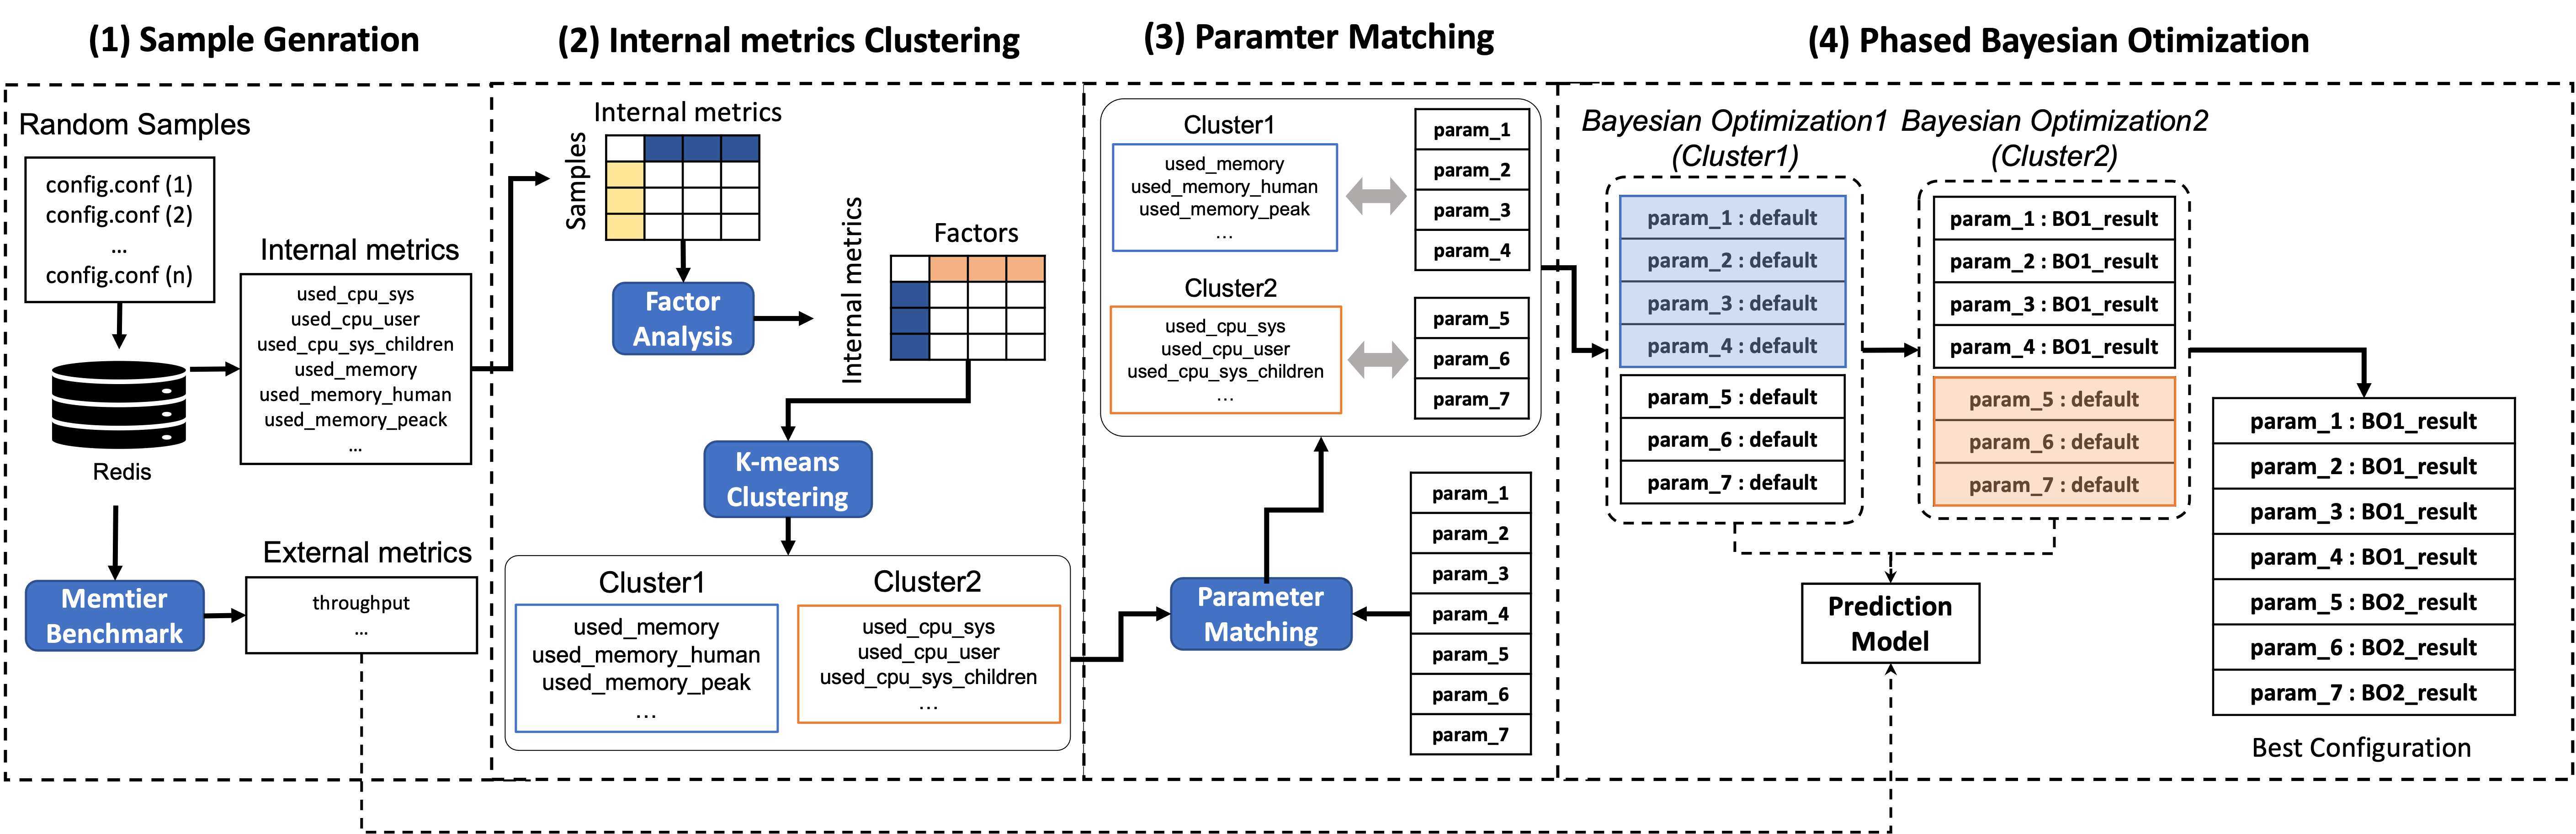 (1) Sample Genration
Random Samples
config.conf (1)
config.conf (2)
...
config.conf (n)
Redis
Internal metrics
used_cpu_sys
used_cpu_user
used_cpu_sys_children
used_memory
used_memory_human
used_memory_peack
...
Memtier
Benchmark
External metrics
throughput
...
(2) Internal metrics Clustering
Internal metrics
Samples
Factor
Analysis
Factors
Internal metrics
K-means
Clustering
Cluster1
used_memory
used_memory_human
used_memory_peak
...
Cluster2
used_cpu_sys
used_cpu_user
used_cpu_sys_children
...
(3) Paramter Matching
Cluster1
used_memory
used_memory_human
used_memory_peak
...
param_1
param_2
param_3
param_4
Cluster2
used_cpu_sys
used_cpu_user
used_cpu_sys_children
...
param_5
param_6
param_7
Parameter
Matching
param_1
param_2
param_3
param_4
param_5
param_6
param_7
(4) Phased Bayesian Otimization
Bayesian Optimization1
(Cluster1)
param_1 : default
param_2 : default
param_3 : default
param_4 : default
param_5 : default
param_6 : default
param_7 : default
Bayesian Optimization2
(Cluster2)
param_1 : BO1_result
param_2 : BO1_result
param_3 : BO1_result
param_4 : BO1_result
param_5 : default
param_6 : default
param_7 : default
Prediction
Model
param_1 : BO1_result
param_2 : BO1_result
param_3 : BO1_result
param_4 : BO1_result
param_5 : BO2_result
param_6 : BO2_result
param_7 : BO2_result
Best Configuration